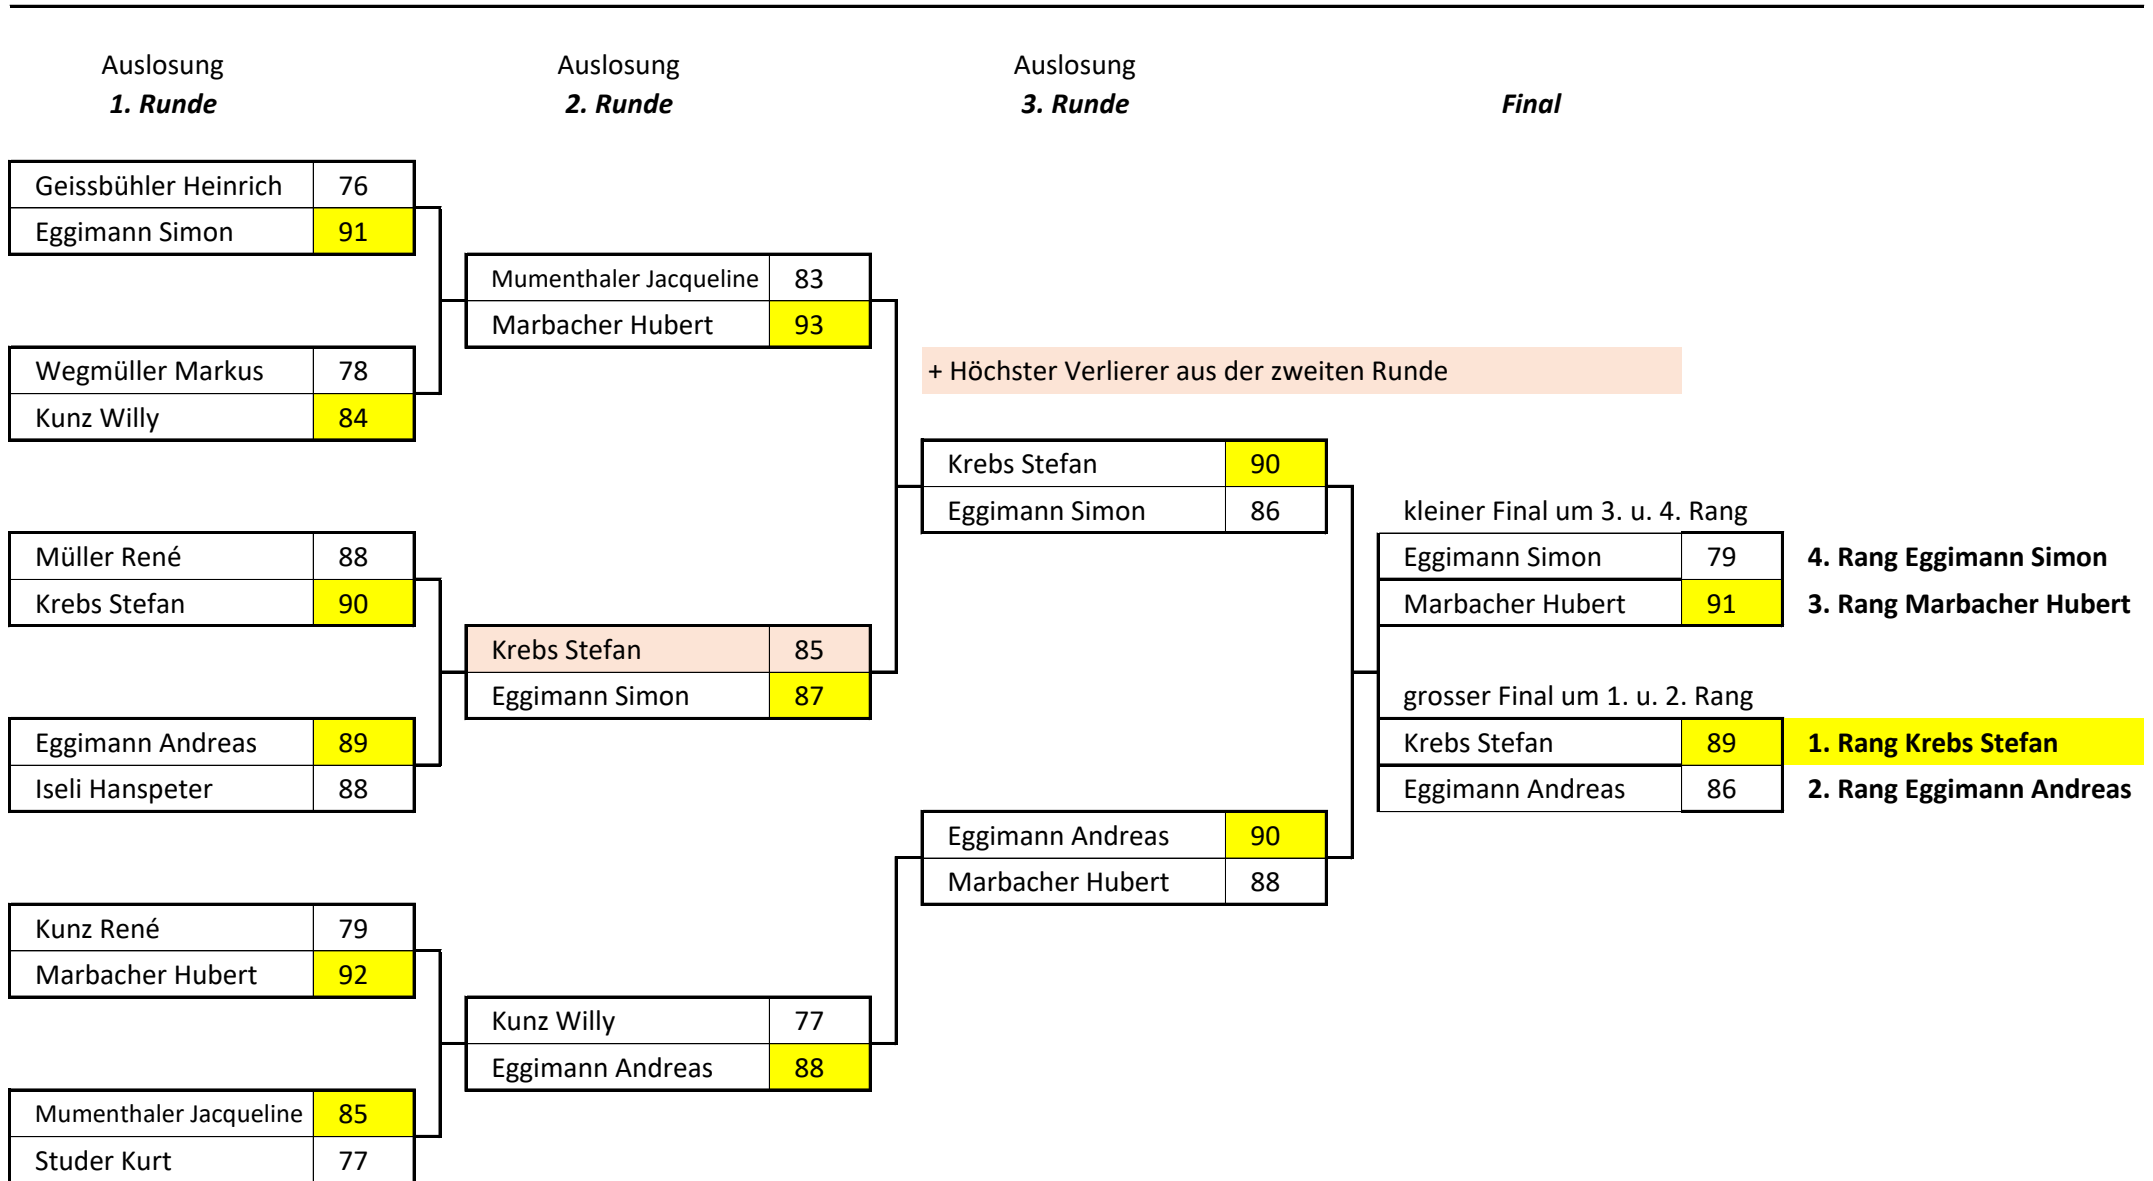 Auslosung
1. Runde
Geissbühler Heinrich 76
Eggimann Simon 91
Wegmüller Markus 78
Kunz Willy 84
Müller René 88
Krebs Stefan 90
Eggimann Andreas 89
Iseli Hanspeter 88
Kunz René 79
Marbacher Hubert 92
Mumenthaler Jacqueline 85
Studer Kurt 77
Auslosung
2. Runde
Mumenthaler Jacqueline 83
Marbacher Hubert 93
Krebs Stefan 85
Eggimann Simon 87
Kunz Willy 77
Eggimann Andreas 88
Auslosung
3. Runde
+ Höchster Verlierer aus der zweiten Runde
Krebs Stefan 90
Eggimann Simon 86
Eggimann Andreas 90
Marbacher Hubert 88
Final
kleiner Final um 3. u. 4. Rang
Eggimann Simon 79 4. Rang Eggimann Simon
Marbacher Hubert 91 3. Rang Marbacher Hubert
grosser Final um 1. u. 2. Rang
Krebs Stefan 89 1. Rang Krebs Stefan
Eggimann Andreas 86 2. Rang Eggimann Andreas